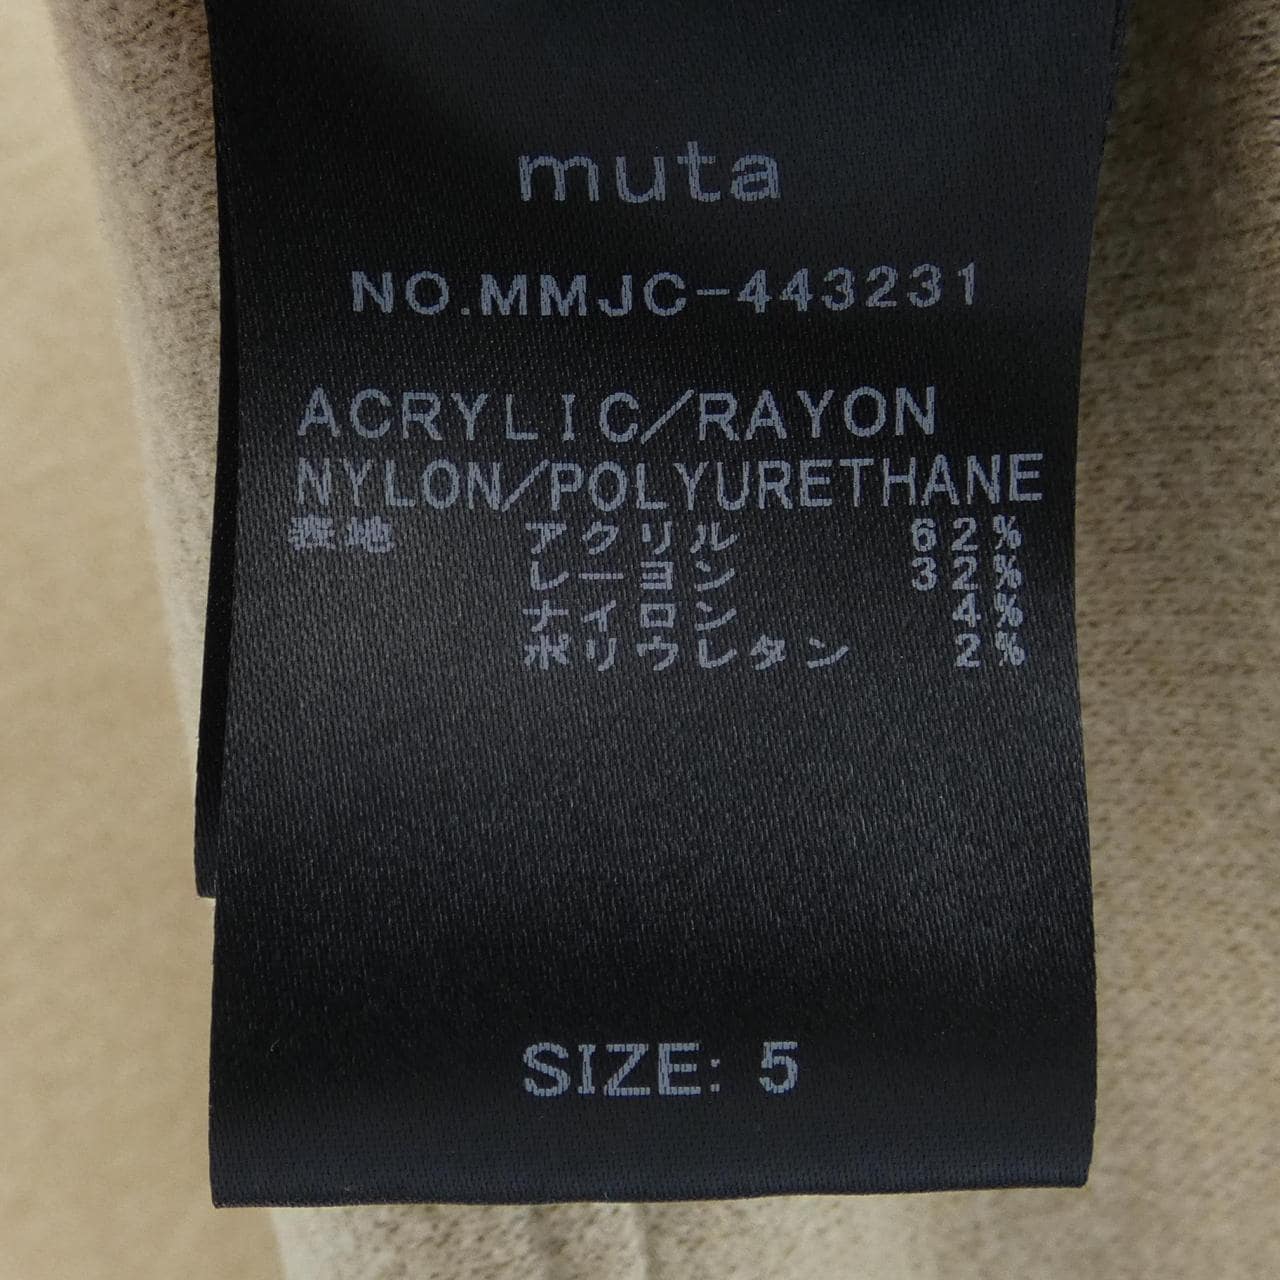 muta
NO.MMJC-443231
ACRYLIC/RAYON
NYLON/POLYURETHANE
表地 アクリル 62%
レーヨン 32%
ナイロン 4%
ポリウレタン 2%
SIZE: 5